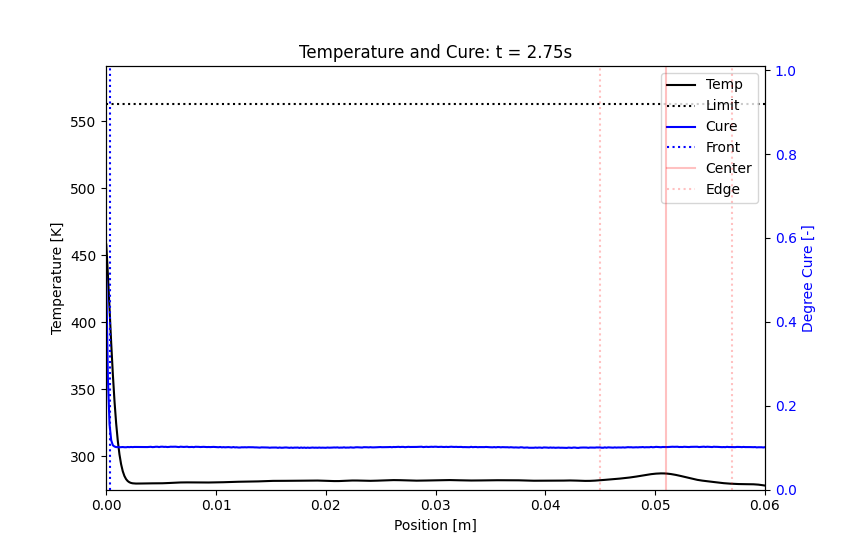 Temperature and Cure: t = 2.75s
Temp
Limit
Cure
Front
Center
Edge
Temperature [K]
550
500
450
400
350
300
Degree Cure [-]
1.0
0.8
0.6
0.4
0.2
0.0
0.00
0.01
0.02
0.03
0.04
0.05
0.06
Position [m]